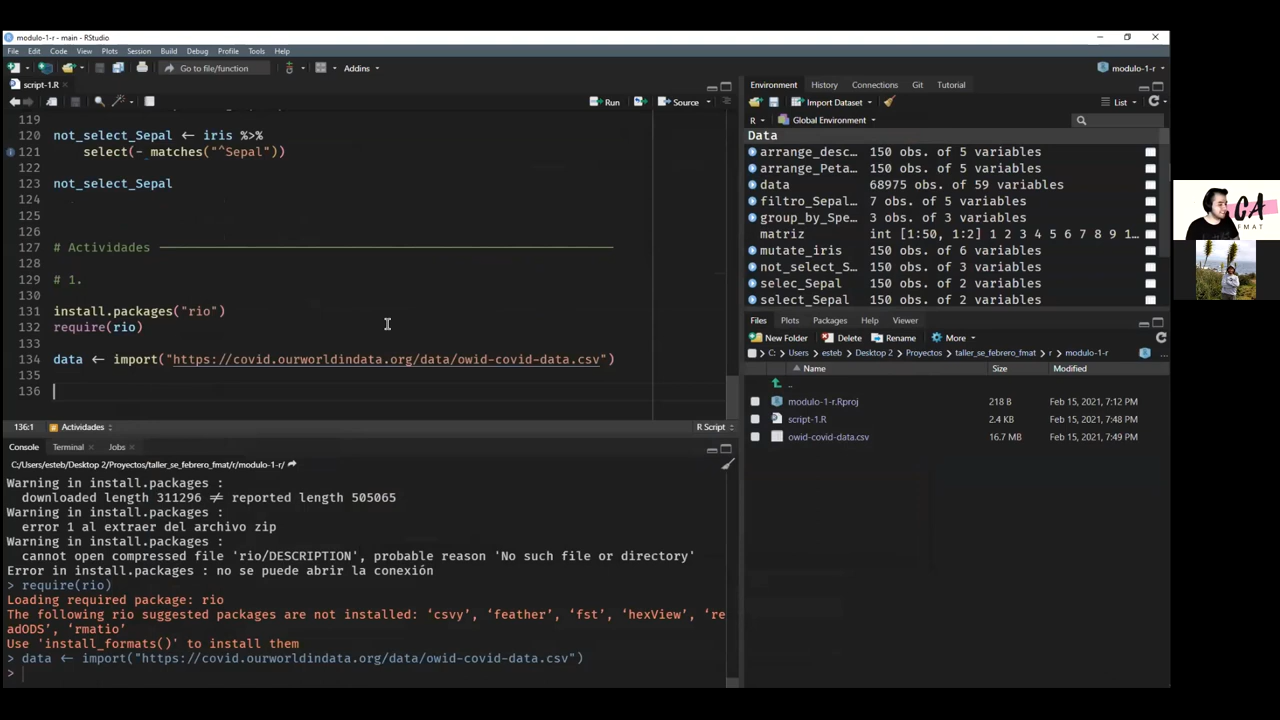 modulo-1-r - main - RStudio
File Edit Code View Plots Session Build Debug Profile Tools Help
Go to file/function Addins modulo-1-r
script-1.R
Run Source
119
120 not_select_Sepal ← iris %>%
121 select(- matches("^Sepal"))
122
123 not_select_Sepal
124
125
126
127 # Actividades
128
129 # 1.
130
131 install.packages("rio")
132 require(rio)
133
134 data ← import("https://covid.ourworldindata.org/data/owid-covid-data.csv")
135
136
136:1 Actividades R Script
Console Terminal Jobs
C:/Users/esteb/Desktop 2/Proyectos/taller_se_febrero_fmat/r/modulo-1-r/
Warning in install.packages :
downloaded length 311296 ≠ reported length 505065
Warning in install.packages :
error 1 al extraer del archivo zip
Warning in install.packages :
cannot open compressed file 'rio/DESCRIPTION', probable reason 'No such file or directory'
Error in install.packages : no se puede abrir la conexión
> require(rio)
Loading required package: rio
The following rio suggested packages are not installed: ‘csvy’, ‘feather’, ‘fst’, ‘hexView’, ‘re
adODS’, ‘rmatio’
Use 'install_formats()' to install them
> data ← import("https://covid.ourworldindata.org/data/owid-covid-data.csv")
>
Environment History Connections Git Tutorial
Import Dataset List
R Global Environment
Data
arrange_desc… 150 obs. of 5 variables
arrange_Peta… 150 obs. of 5 variables
data 68975 obs. of 59 variables
filtro_Sepal… 7 obs. of 5 variables
group_by_Spe… 3 obs. of 3 variables
matriz int [1:50, 1:2] 1 2 3 4 5 6 7 8 9 1…
mutate_iris 150 obs. of 6 variables
not_select_S… 150 obs. of 3 variables
selec_Sepal 150 obs. of 2 variables
select_Sepal 150 obs. of 2 variables
Files Plots Packages Help Viewer
New Folder Delete Rename More
C: Users esteb Desktop 2 Proyectos taller_se_febrero_fmat r modulo-1-r
Name Size Modified
..
modulo-1-r.Rproj 218 B Feb 15, 2021, 7:12 PM
script-1.R 2.4 KB Feb 15, 2021, 7:48 PM
owid-covid-data.csv 16.7 MB Feb 15, 2021, 7:49 PM
CA
FMAT